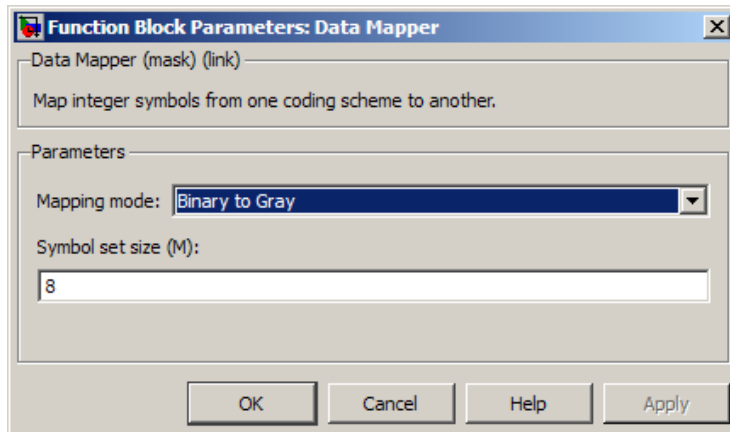 Function Block Parameters: Data Mapper
Data Mapper (mask) (link)
Map integer symbols from one coding scheme to another.
Parameters
Mapping mode: Binary to Gray
Symbol set size (M):
8
OK Cancel Help Apply